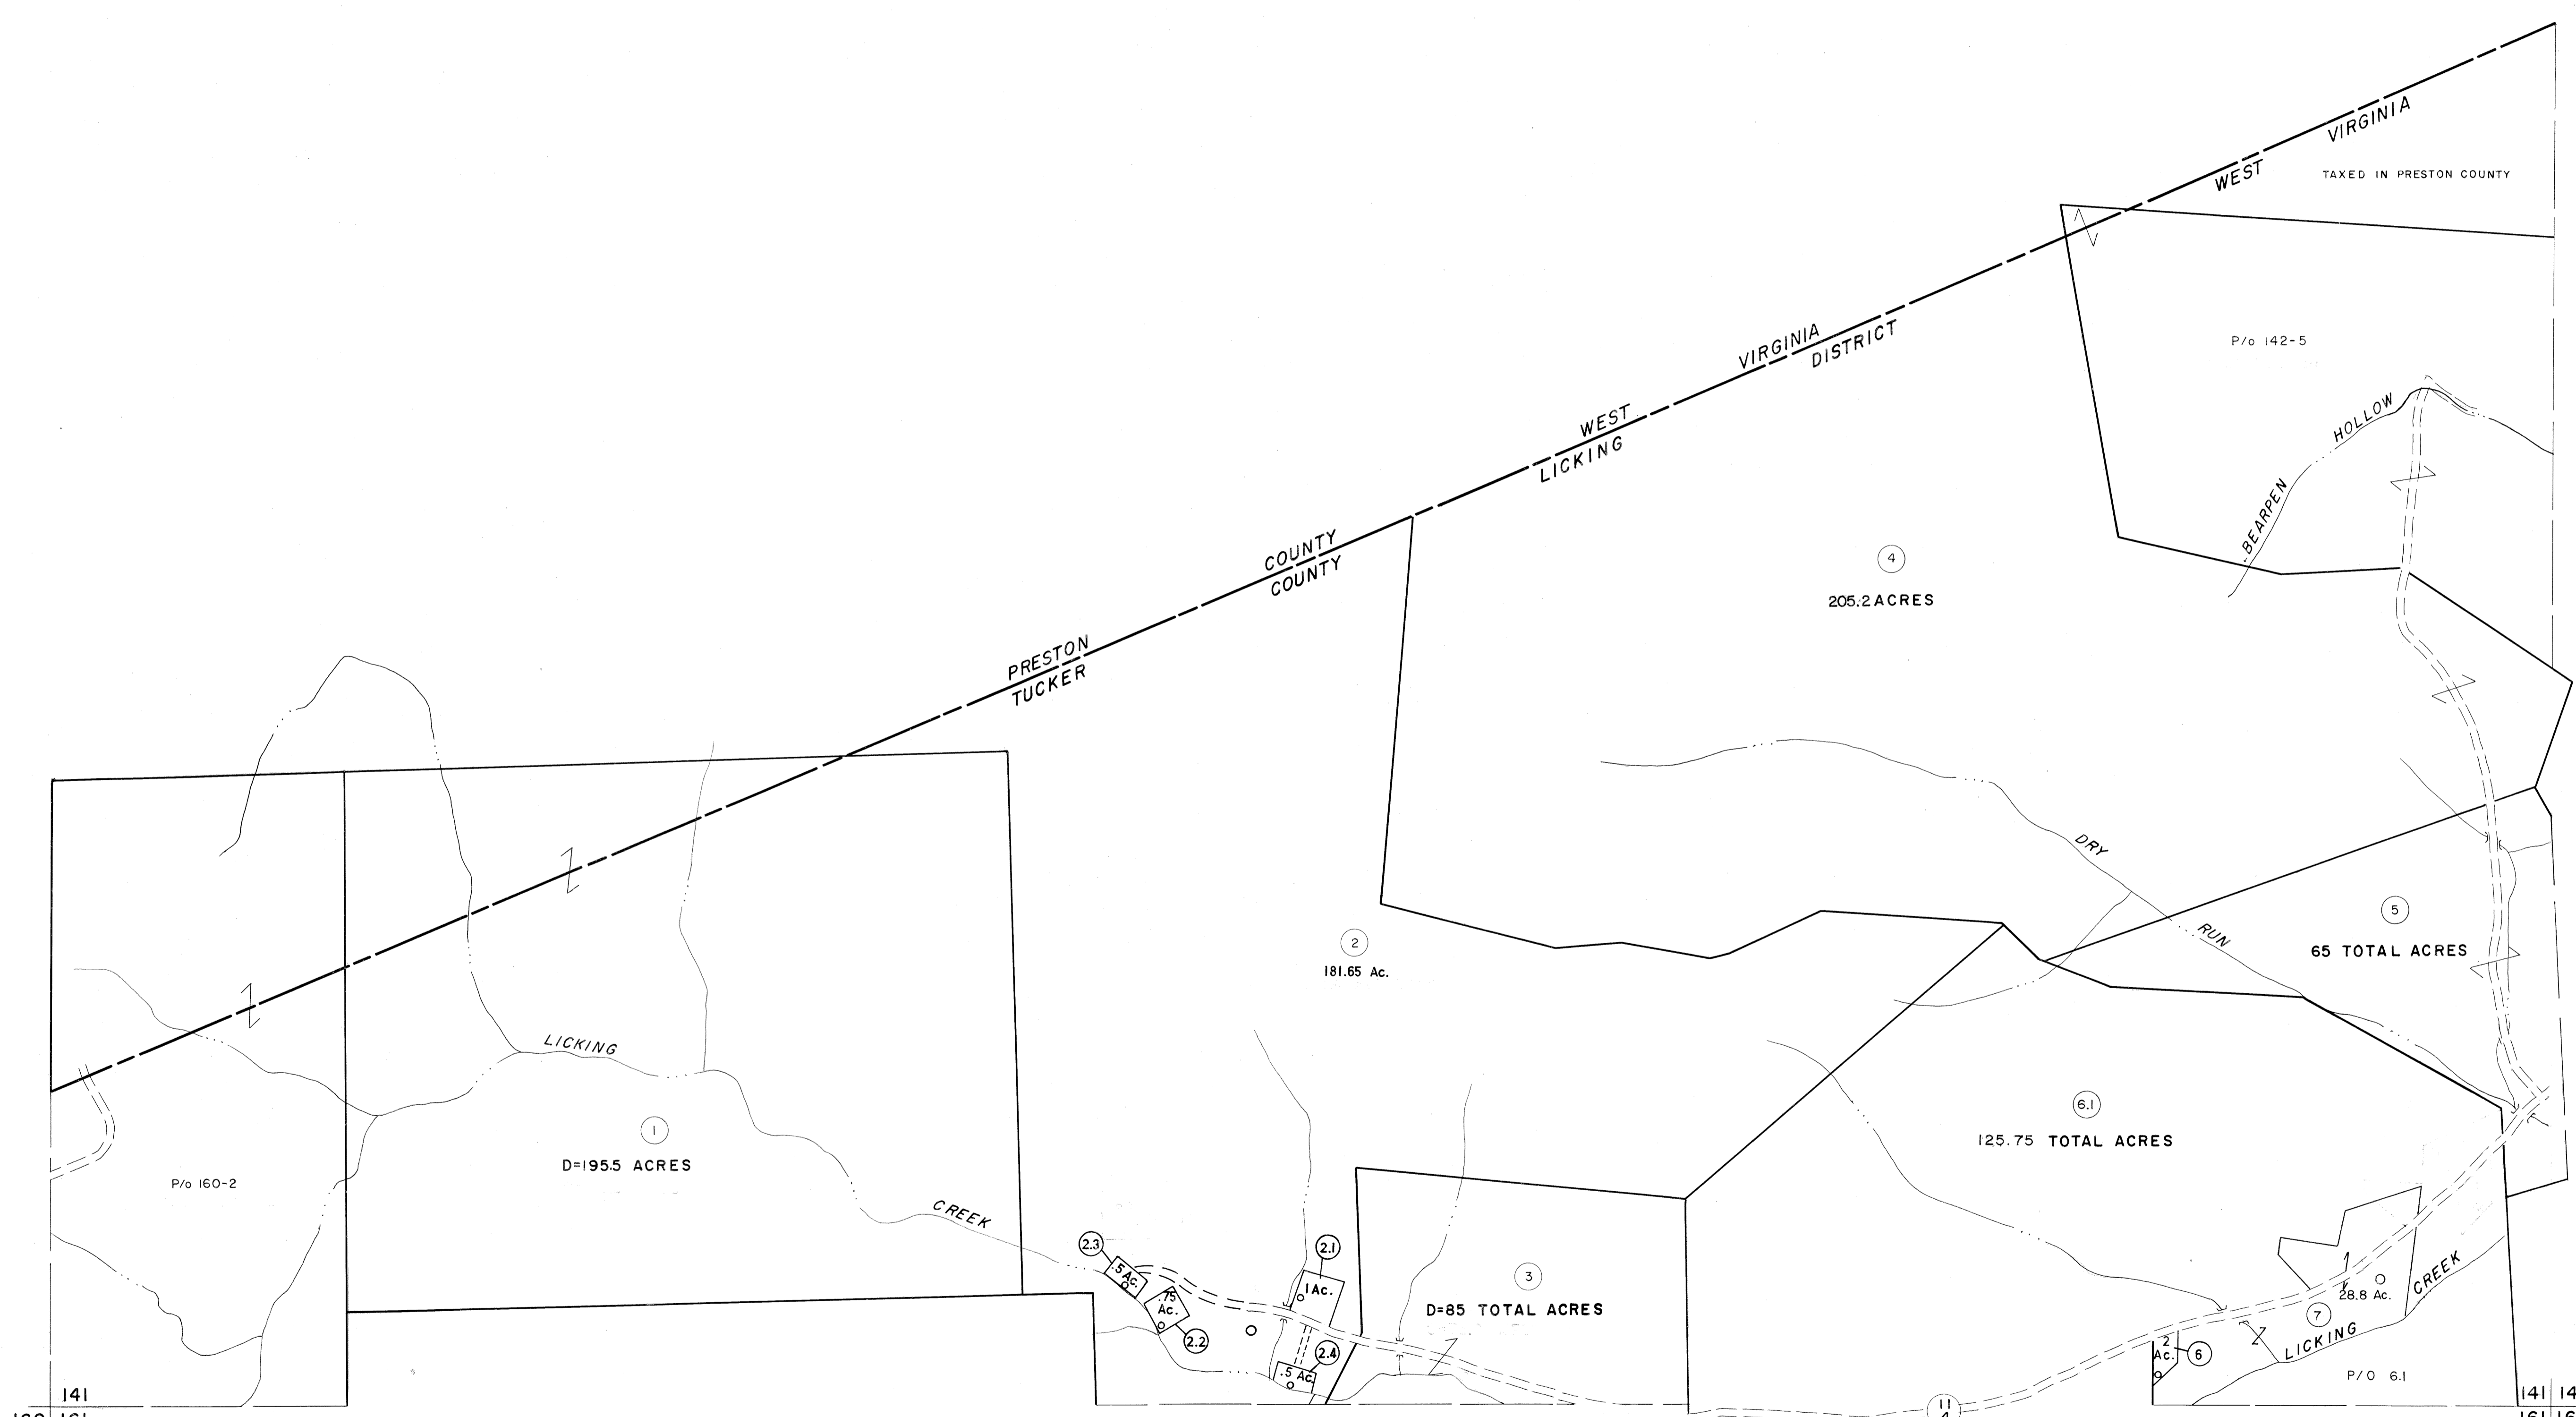 VIRGINIA
WEST
TAXED IN PRESTON COUNTY
VIRGINIA
DISTRICT
P/o 142-5
WEST
LICKING
HOLLOW
BEARPEN
COUNTY
COUNTY
4
205.2 ACRES
PRESTON
TUCKER
DRY
RUN
5
65 TOTAL ACRES
2
181.65 Ac.
LICKING
1
D=195.5 ACRES
6.1
125.75 TOTAL ACRES
P/o 160-2
CREEK
2.3
.5 Ac.
.75
Ac.
2.2
2.1
1 Ac.
2.4
.5 Ac.
3
D=85 TOTAL ACRES
CREEK
28.8 Ac.
7
LICKING
2
Ac.
6
P/O 6.1
141
141
11